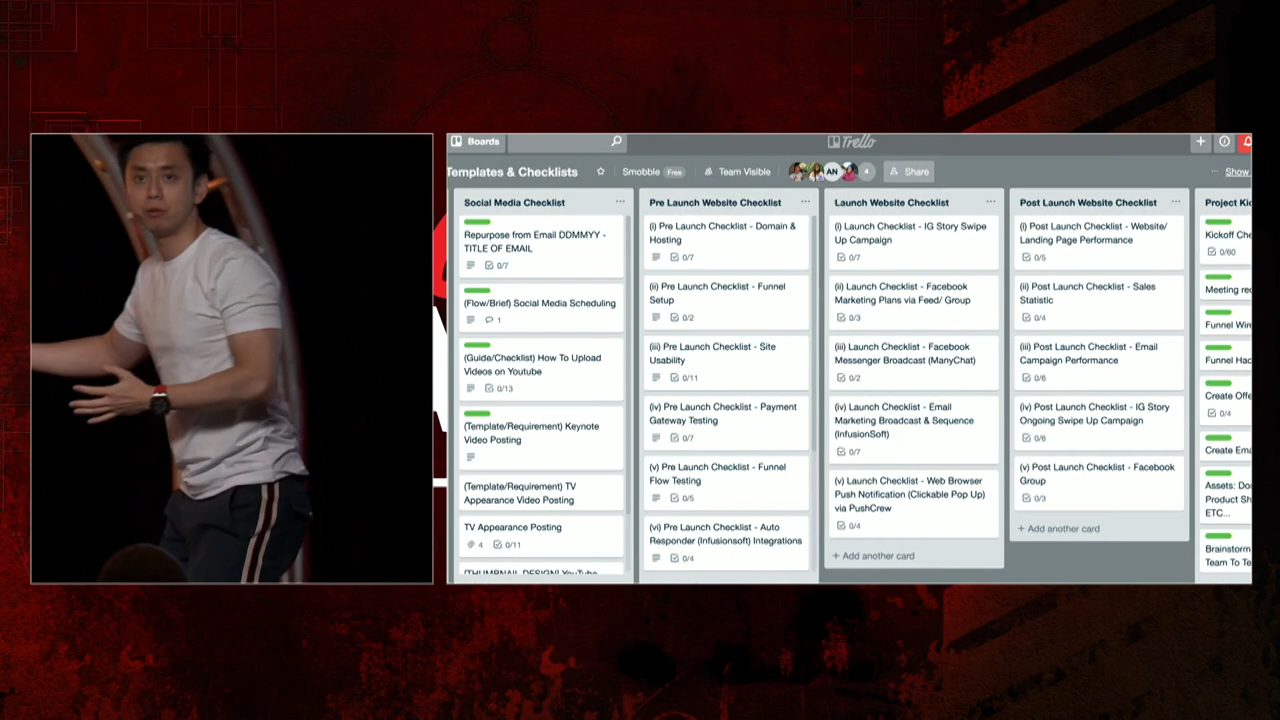 Boards
Trello
Templates & Checklists
Smobble Free
Team Visible
AN
4
Share
Show
Social Media Checklist
Repurpose from Email DDMMYY -
TITLE OF EMAIL
0/7
(Flow/Brief) Social Media Scheduling
1
(Guide/Checklist) How To Upload
Videos on Youtube
0/13
(Template/Requirement) Keynote
Video Posting
(Template/Requirement) TV
Appearance Video Posting
TV Appearance Posting
4 0/11
[THUMBNAIL DESIGN] YouTube
Pre Launch Website Checklist
(i) Pre Launch Checklist - Domain &
Hosting
0/7
(ii) Pre Launch Checklist - Funnel
Setup
0/2
(iii) Pre Launch Checklist - Site
Usability
0/11
(iv) Pre Launch Checklist - Payment
Gateway Testing
0/7
(v) Pre Launch Checklist - Funnel
Flow Testing
0/5
(vi) Pre Launch Checklist - Auto
Responder (Infusionsoft) Integrations
0/4
Launch Website Checklist
(i) Launch Checklist - IG Story Swipe
Up Campaign
0/7
(ii) Launch Checklist - Facebook
Marketing Plans via Feed/ Group
0/3
(iii) Launch Checklist - Facebook
Messenger Broadcast (ManyChat)
0/2
(iv) Launch Checklist - Email
Marketing Broadcast & Sequence
(InfusionSoft)
0/7
(v) Launch Checklist - Web Browser
Push Notification (Clickable Pop Up)
via PushCrew
0/4
+ Add another card
Post Launch Website Checklist
(i) Post Launch Checklist - Website/
Landing Page Performance
0/5
(ii) Post Launch Checklist - Sales
Statistic
0/4
(iii) Post Launch Checklist - Email
Campaign Performance
0/6
(iv) Post Launch Checklist - IG Story
Ongoing Swipe Up Campaign
0/6
(v) Post Launch Checklist - Facebook
Group
0/3
+ Add another card
Project Kic
Kickoff Che
0/60
Meeting rec
Funnel Wire
Funnel Hac
Create Offe
0/4
Create Ema
Assets: Do
Product Sh
ETC...
Brainstorm
Team To Te